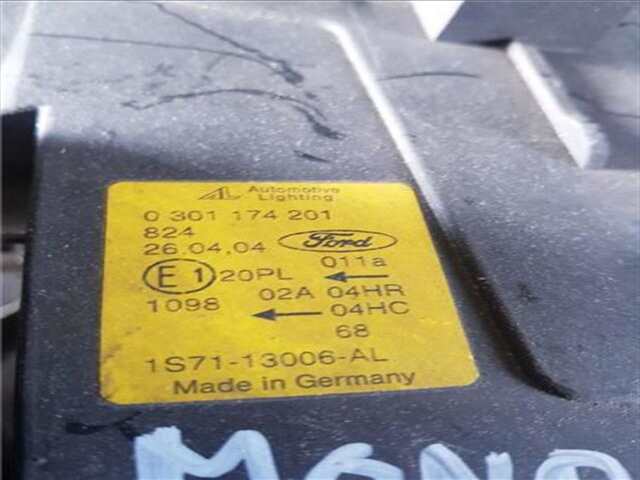 AL Automotive Lighting
0 301 174 201
824
26.04.04 Ford
E1 20PL 011a
1098 02A 04HR
04HC
68
1S71-13006-AL
Made in Germany